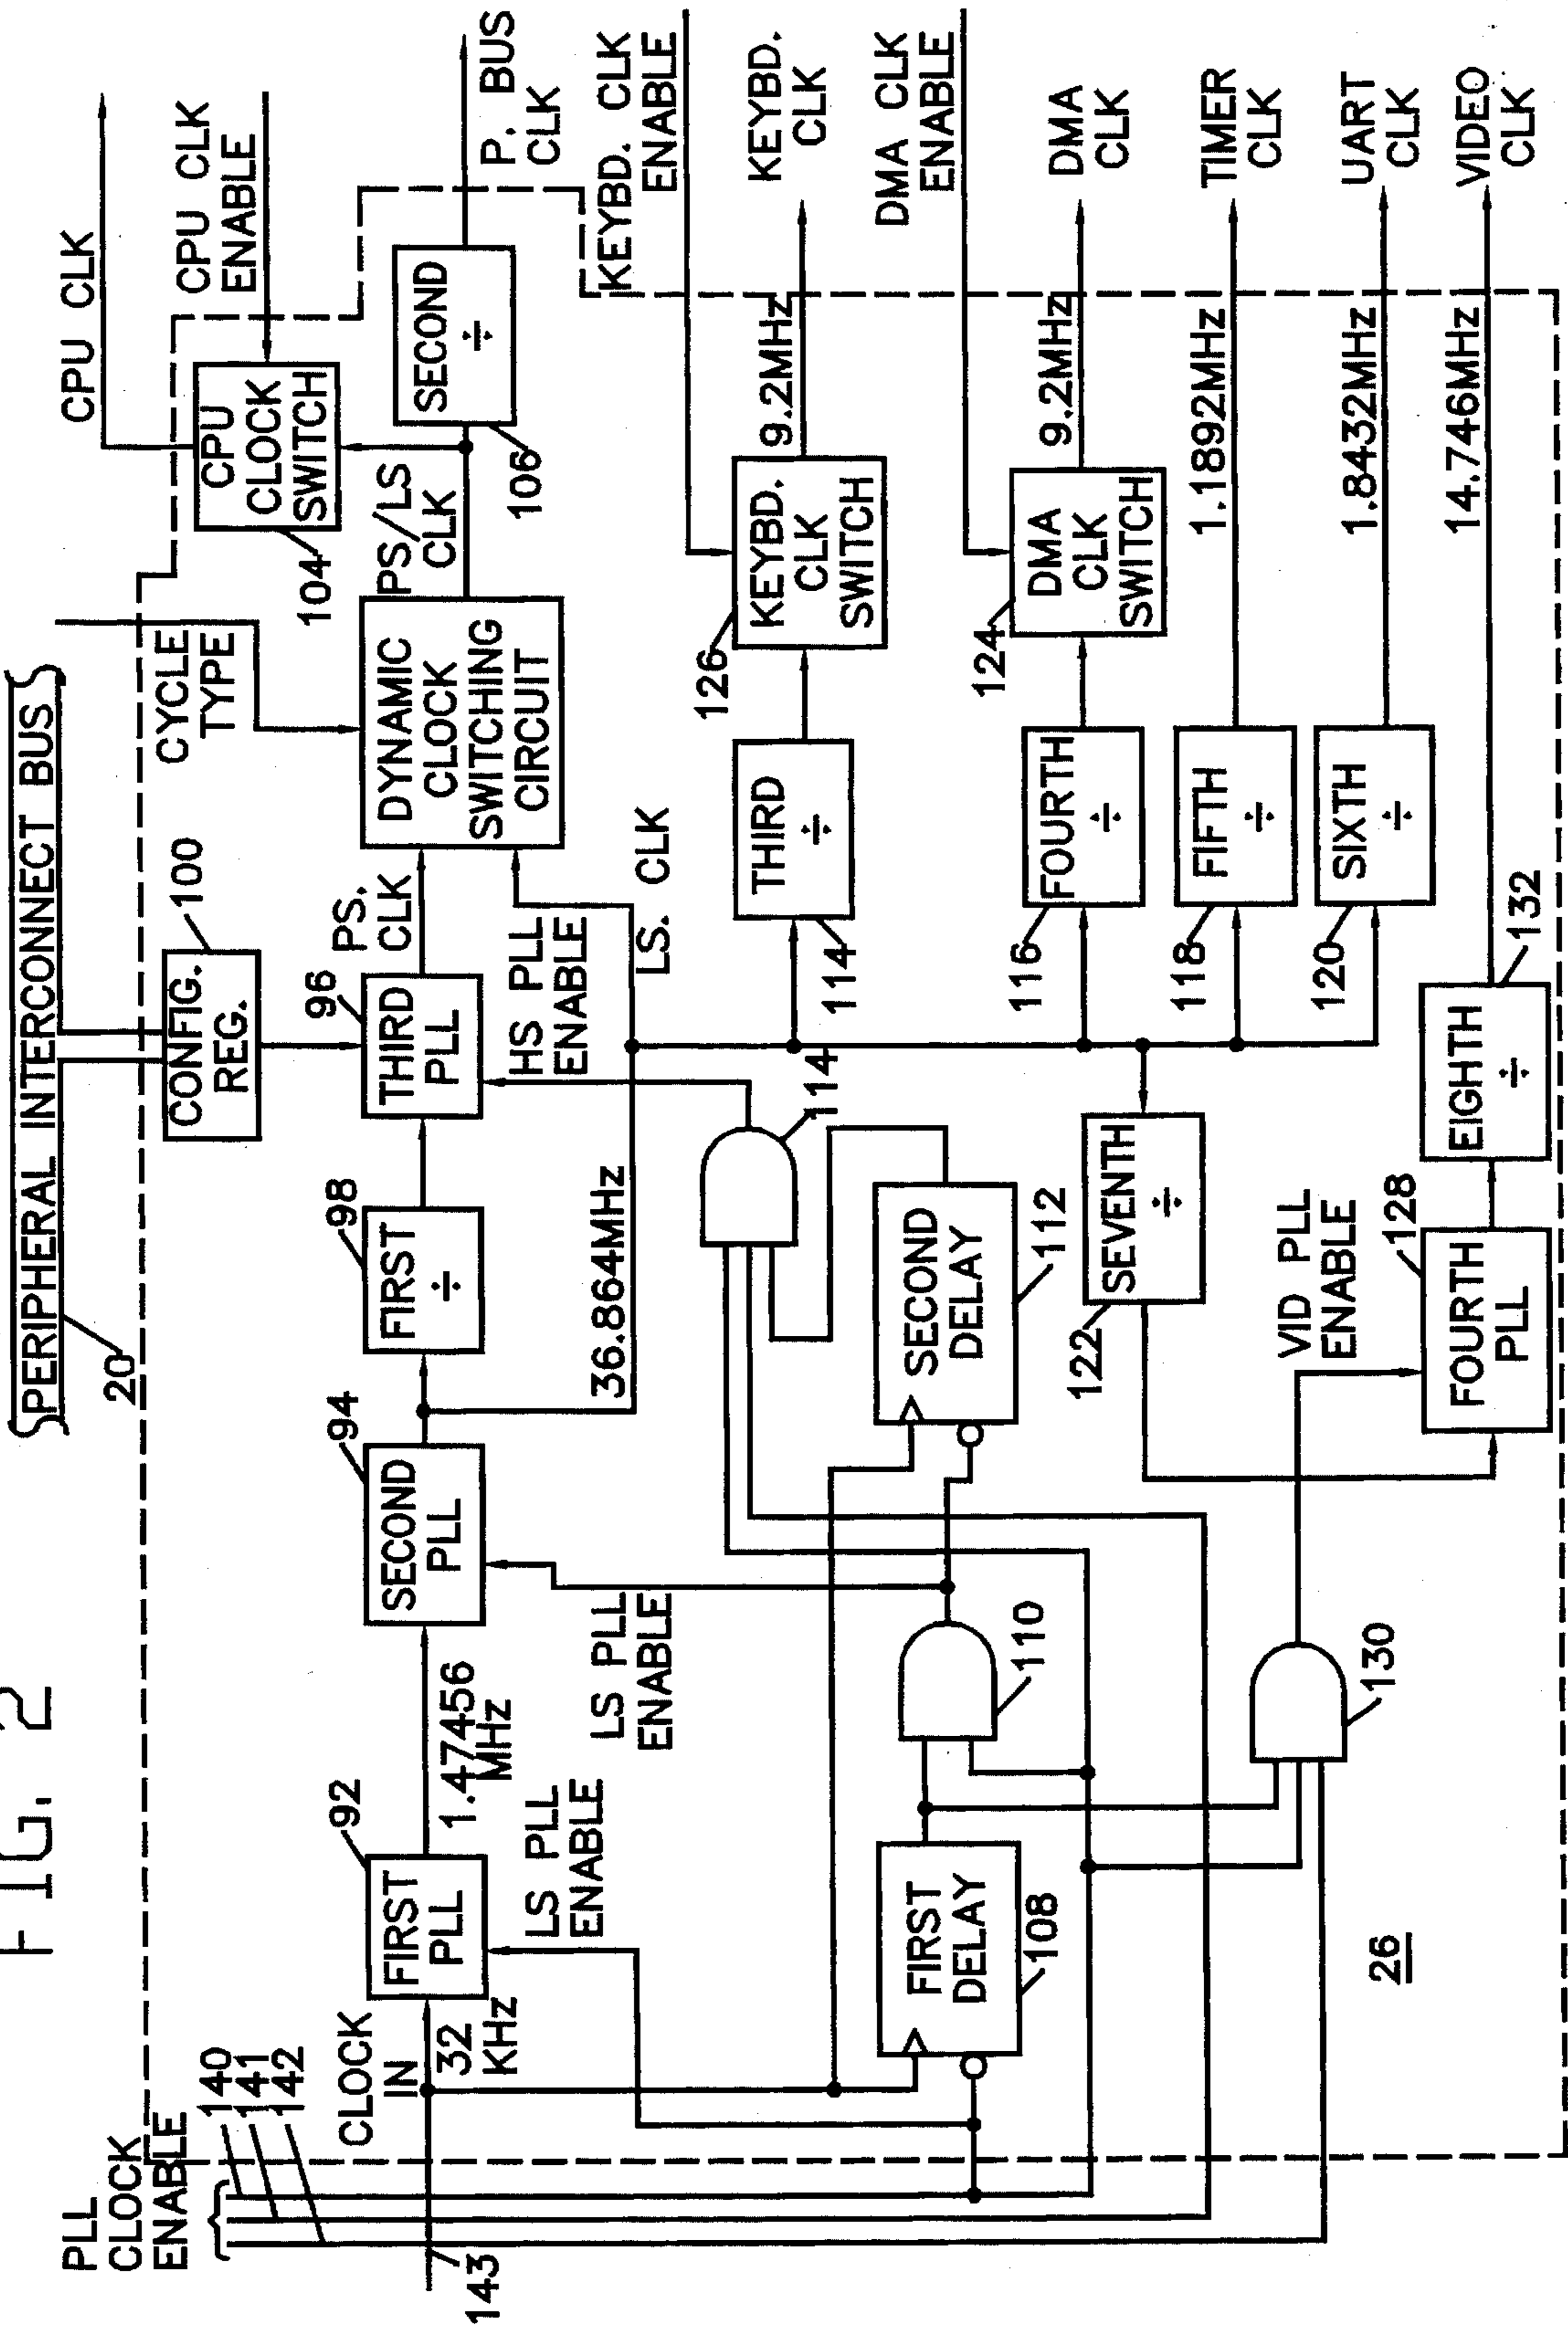 FIG. 2
PERIPHERAL INTERCONNECT BUS
20
PLL
CLOCK
ENABLE
140
141
142
143
CLOCK
IN
32
KHz
FIRST
PLL
92
1.47456
MHz
LS PLL
ENABLE
SECOND
PLL
94
LS PLL
ENABLE
FIRST
÷
98
36.864MHz
CONFIG.
REG.
100
THIRD
PLL
96
PS.
CLK
HS PLL
ENABLE
LS. CLK
CYCLE
TYPE
DYNAMIC
CLOCK
SWITCHING
CIRCUIT
PS/LS
CLK
CPU
CLOCK
SWITCH
104
CPU CLK
CPU CLK
ENABLE
SECOND
÷
106
P. BUS
CLK
KEYBD. CLK
ENABLE
THIRD
÷
114
KEYBD.
CLK
SWITCH
126
9.2MHz
KEYBD.
CLK
DMA CLK
ENABLE
FOURTH
÷
116
DMA
CLK
SWITCH
124
9.2MHz
DMA
CLK
FIFTH
÷
118
1.1892MHz
TIMER
CLK
SIXTH
÷
120
1.8432MHz
UART
CLK
FIRST
DELAY
108
110
SECOND
DELAY
112
114
SEVENTH
÷
122
130
VID PLL
ENABLE
FOURTH
PLL
128
EIGHTH
÷
132
14.746MHz
VIDEO
CLK
26